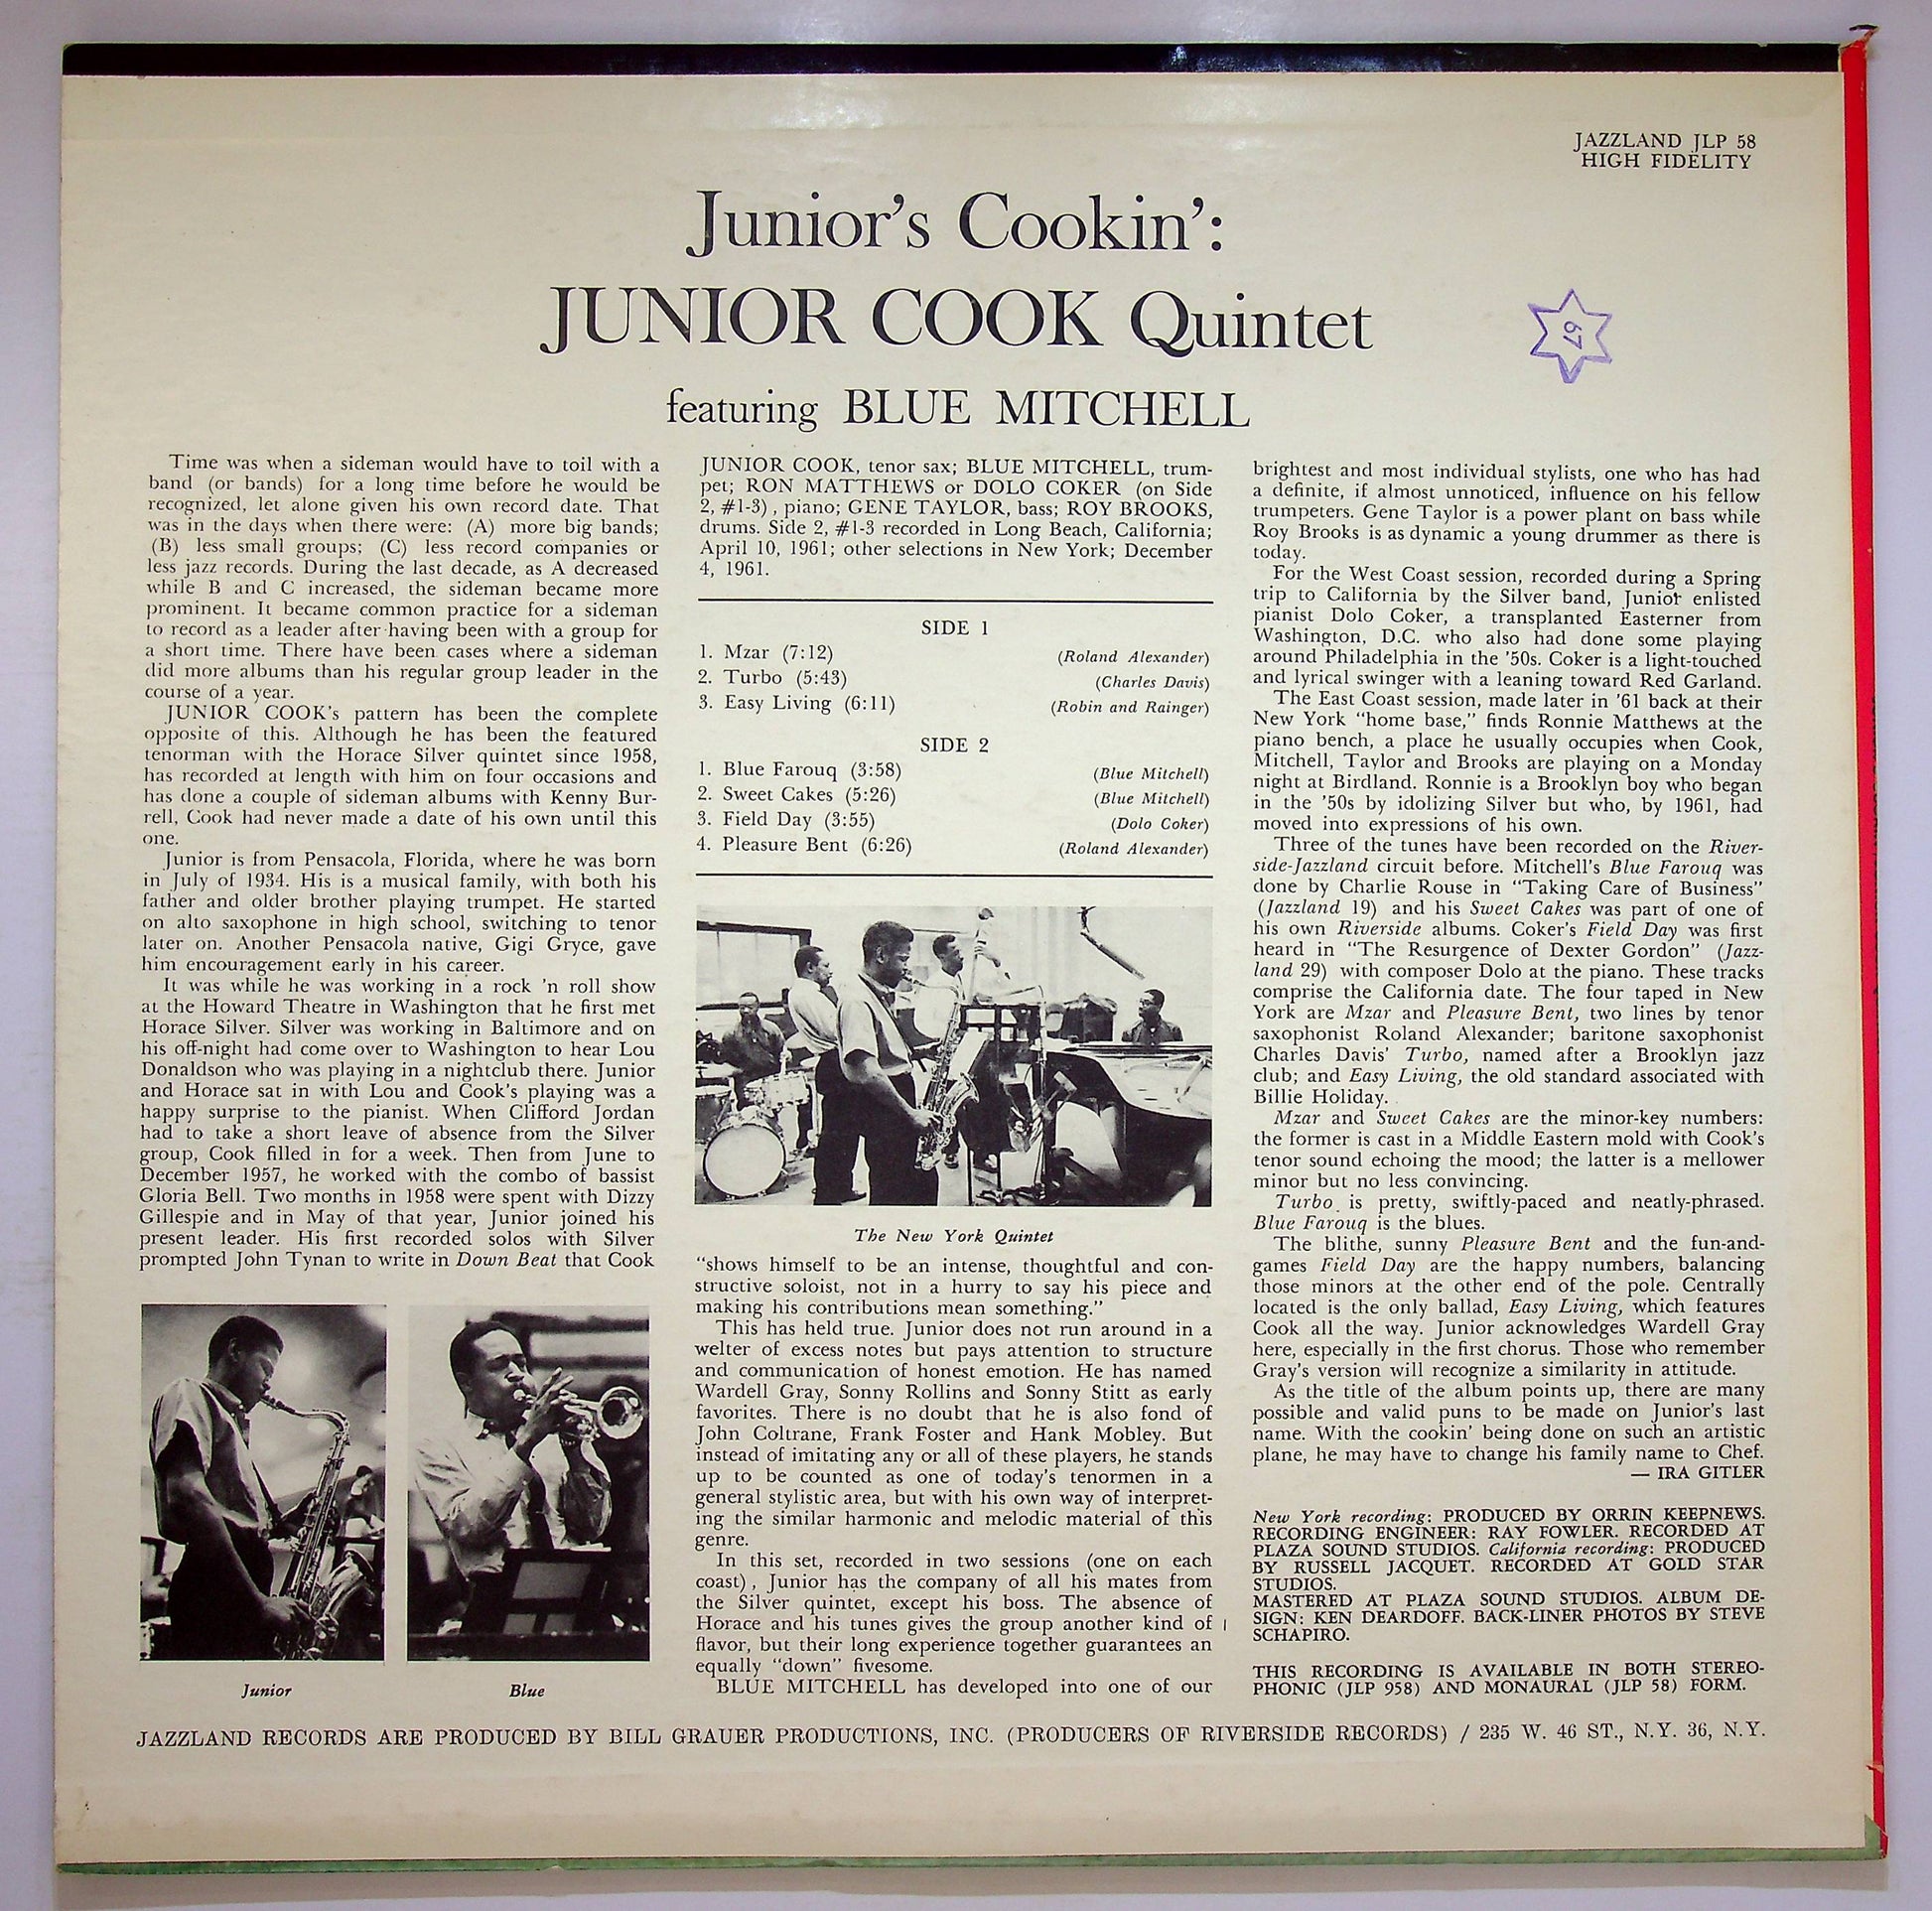 JAZZLAND JLP 58
HIGH FIDELITY
Junior's Cookin':
JUNIOR COOK Quintet
featuring BLUE MITCHELL
67
Time was when a sideman would have to toil with a
band (or bands) for a long time before he would be
recognized, let alone given his own record date. That
was in the days when there were: (A) more big bands;
(B) less small groups; (C) less record companies or
less jazz records. During the last decade, as A decreased
while B and C increased, the sideman became more
prominent. It became common practice for a sideman
to record as a leader after having been with a group for
a short time. There have been cases where a sideman
did more albums than his regular group leader in the
course of a year.
JUNIOR COOK's pattern has been the complete
opposite of this. Although he has been the featured
tenorman with the Horace Silver quintet since 1958,
has recorded at length with him on four occasions and
has done a couple of sideman albums with Kenny Bur-
rell, Cook had never made a date of his own until this
one.
Junior is from Pensacola, Florida, where he was born
in July of 1934. His is a musical family, with both his
father and older brother playing trumpet. He started
on alto saxophone in high school, switching to tenor
later on. Another Pensacola native, Gigi Gryce, gave
him encouragement early in his career.
It was while he was working in a rock 'n roll show
at the Howard Theatre in Washington that he first met
Horace Silver. Silver was working in Baltimore and on
his off-night had come over to Washington to hear Lou
Donaldson who was playing in a nightclub there. Junior
and Horace sat in with Lou and Cook's playing was a
happy surprise to the pianist. When Clifford Jordan
had to take a short leave of absence from the Silver
group, Cook filled in for a week. Then from June to
December 1957, he worked with the combo of bassist
Gloria Bell. Two months in 1958 were spent with Dizzy
Gillespie and in May of that year, Junior joined his
present leader. His first recorded solos with Silver
prompted John Tynan to write in Down Beat that Cook
Junior
Blue
JUNIOR COOK, tenor sax; BLUE MITCHELL, trum-
pet; RON MATTHEWS or DOLO COKER (on Side
2, #1-3), piano; GENE TAYLOR, bass; ROY BROOKS,
drums. Side 2, #1-3 recorded in Long Beach, California;
April 10, 1961; other selections in New York; December
4, 1961.
SIDE 1
1. Mzar (7:12) (Roland Alexander)
2. Turbo (5:43) (Charles Davis)
3. Easy Living (6:11) (Robin and Rainger)
SIDE 2
1. Blue Farouq (3:58) (Blue Mitchell)
2. Sweet Cakes (5:26) (Blue Mitchell)
3. Field Day (3:55) (Dolo Coker)
4. Pleasure Bent (6:26) (Roland Alexander)
The New York Quintet
"shows himself to be an intense, thoughtful and con-
structive soloist, not in a hurry to say his piece and
making his contributions mean something."
This has held true. Junior does not run around in a
welter of excess notes but pays attention to structure
and communication of honest emotion. He has named
Wardell Gray, Sonny Rollins and Sonny Stitt as early
favorites. There is no doubt that he is also fond of
John Coltrane, Frank Foster and Hank Mobley. But
instead of imitating any or all of these players, he stands
up to be counted as one of today's tenormen in a
general stylistic area, but with his own way of interpret-
ing the similar harmonic and melodic material of this
genre.
In this set, recorded in two sessions (one on each
coast), Junior has the company of all his mates from
the Silver quintet, except his boss. The absence of
Horace and his tunes gives the group another kind of
flavor, but their long experience together guarantees an
equally "down" fivesome.
BLUE MITCHELL has developed into one of our
brightest and most individual stylists, one who has had
a definite, if almost unnoticed, influence on his fellow
trumpeters. Gene Taylor is a power plant on bass while
Roy Brooks is as dynamic a young drummer as there is
today.
For the West Coast session, recorded during a Spring
trip to California by the Silver band, Junior enlisted
pianist Dolo Coker, a transplanted Easterner from
Washington, D.C. who also had done some playing
around Philadelphia in the '50s. Coker is a light-touched
and lyrical swinger with a leaning toward Red Garland.
The East Coast session, made later in '61 back at their
New York "home base," finds Ronnie Matthews at the
piano bench, a place he usually occupies when Cook,
Mitchell, Taylor and Brooks are playing on a Monday
night at Birdland. Ronnie is a Brooklyn boy who began
in the '50s by idolizing Silver but who, by 1961, had
moved into expressions of his own.
Three of the tunes have been recorded on the River-
side-Jazzland circuit before. Mitchell's Blue Farouq was
done by Charlie Rouse in "Taking Care of Business"
(Jazzland 19) and his Sweet Cakes was part of one of
his own Riverside albums. Coker's Field Day was first
heard in "The Resurgence of Dexter Gordon" (Jazz-
land 29) with composer Dolo at the piano. These tracks
comprise the California date. The four taped in New
York are Mzar and Pleasure Bent, two lines by tenor
saxophonist Roland Alexander; baritone saxophonist
Charles Davis' Turbo, named after a Brooklyn jazz
club; and Easy Living, the old standard associated with
Billie Holiday.
Mzar and Sweet Cakes are the minor-key numbers:
the former is cast in a Middle Eastern mold with Cook's
tenor sound echoing the mood; the latter is a mellower
minor but no less convincing.
Turbo is pretty, swiftly-paced and neatly-phrased.
Blue Farouq is the blues.
The blithe, sunny Pleasure Bent and the fun-and-
games Field Day are the happy numbers, balancing
those minors at the other end of the pole. Centrally
located is the only ballad, Easy Living, which features
Cook all the way. Junior acknowledges Wardell Gray
here, especially in the first chorus. Those who remember
Gray's version will recognize a similarity in attitude.
As the title of the album points up, there are many
possible and valid puns to be made on Junior's last
name. With the cookin' being done on such an artistic
plane, he may have to change his family name to Chef.
— IRA GITLER
New York recording: PRODUCED BY ORRIN KEEPNEWS.
RECORDING ENGINEER: RAY FOWLER. RECORDED AT
PLAZA SOUND STUDIOS. California recording: PRODUCED
BY RUSSELL JACQUET. RECORDED AT GOLD STAR
STUDIOS.
MASTERED AT PLAZA SOUND STUDIOS. ALBUM DE-
SIGN: KEN DEARDOFF. BACK-LINER PHOTOS BY STEVE
SCHAPIRO.
THIS RECORDING IS AVAILABLE IN BOTH STEREO-
PHONIC (JLP 958) AND MONAURAL (JLP 58) FORM.
JAZZLAND RECORDS ARE PRODUCED BY BILL GRAUER PRODUCTIONS, INC. (PRODUCERS OF RIVERSIDE RECORDS) / 235 W. 46 ST., N.Y. 36, N.Y.